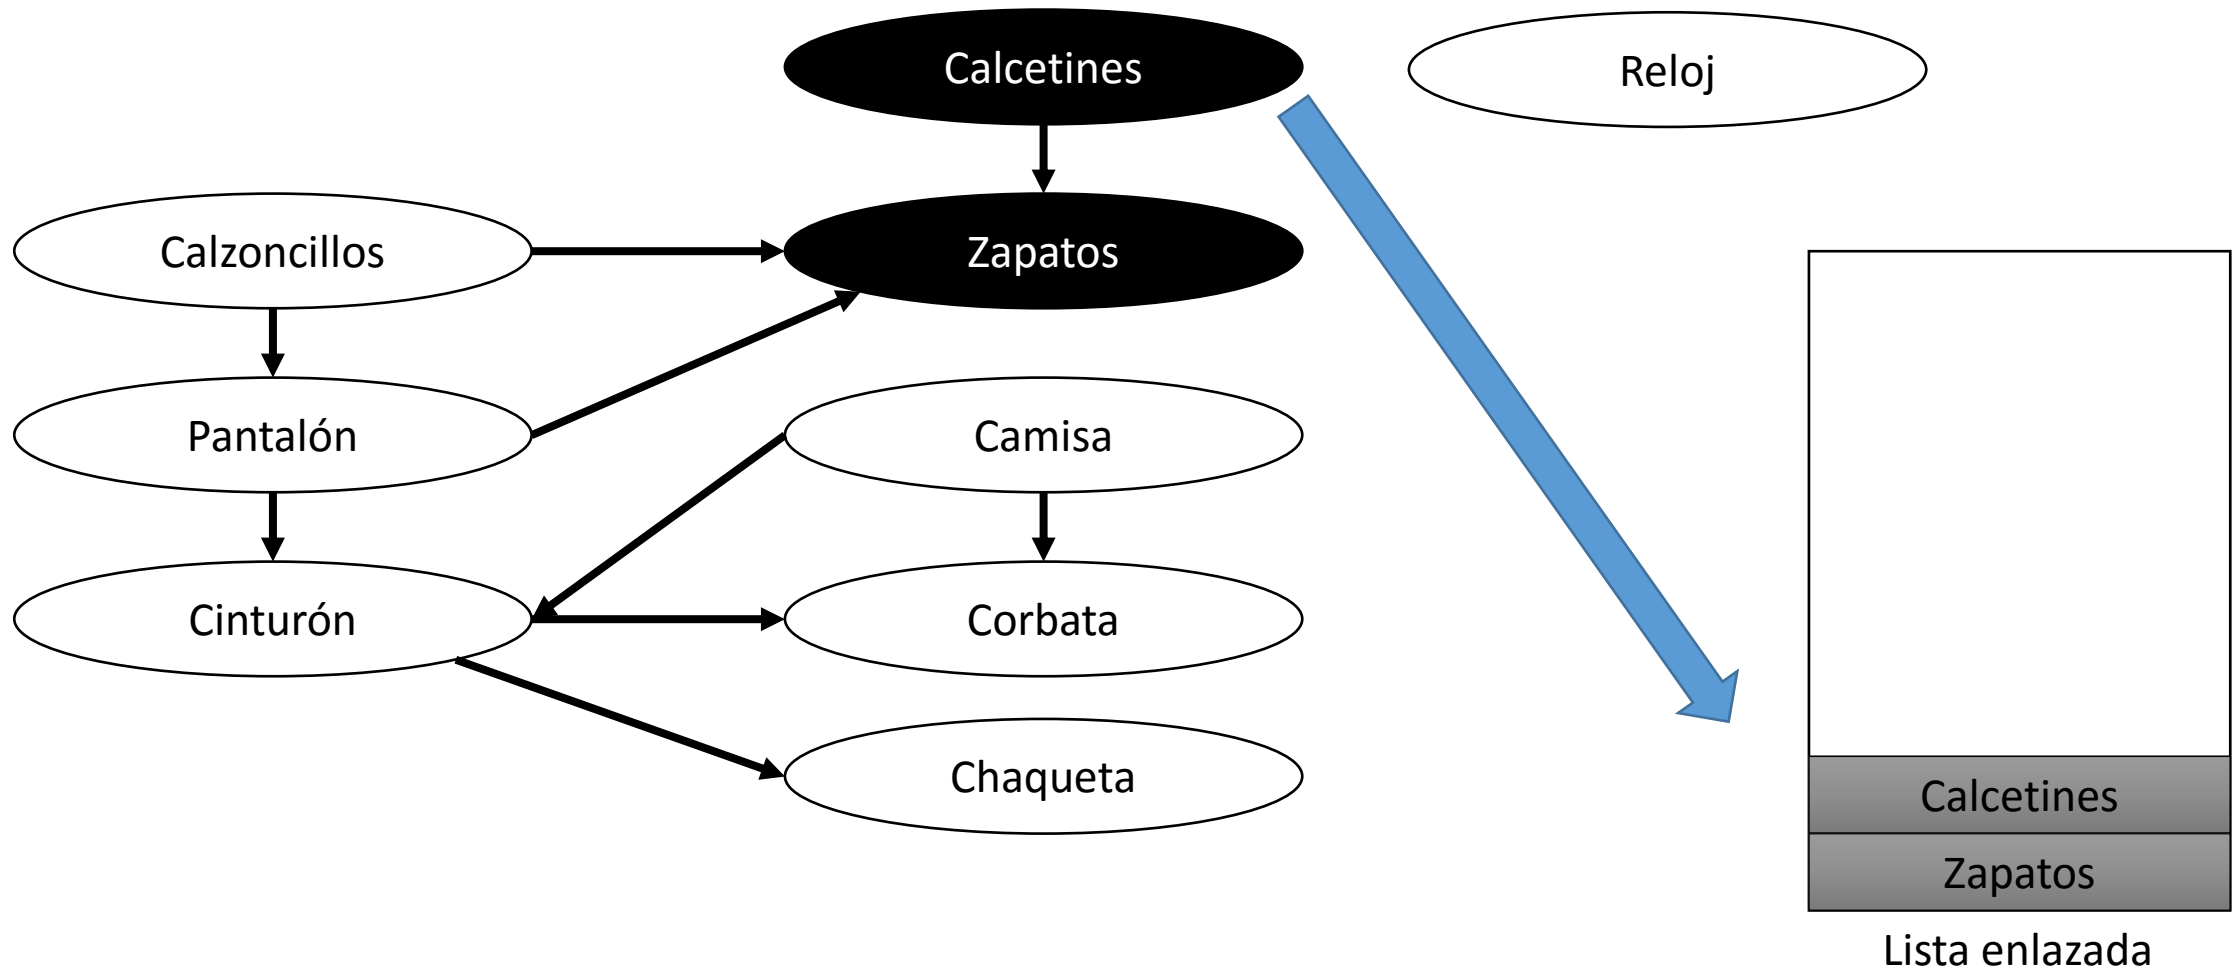 Calcetines
Reloj
Calzoncillos
Zapatos
Pantalón
Camisa
Cinturón
Corbata
Chaqueta
Calcetines
Zapatos
Lista enlazada